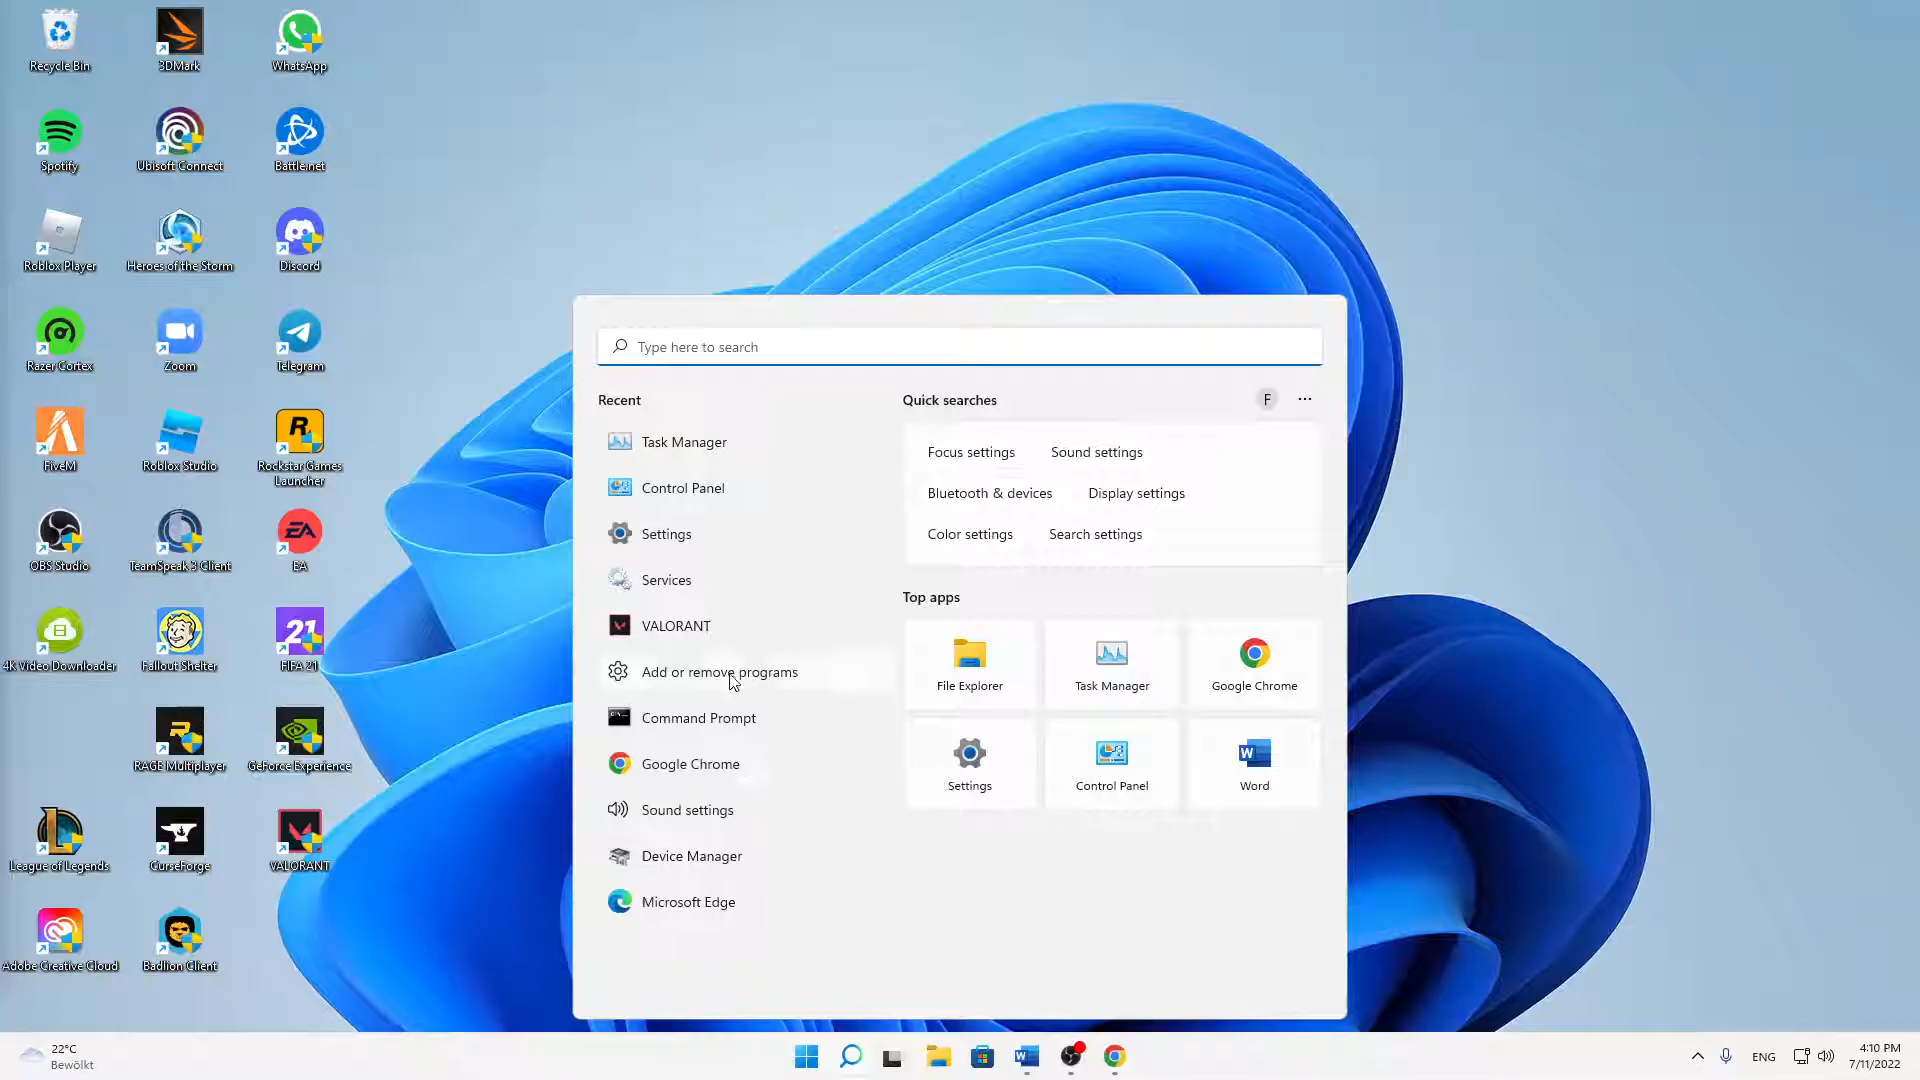 Recycle Bin
3DMark
WhatsApp
Spotify
Ubisoft Connect
Battle.net
Roblox Player
Heroes of the Storm
Discord
Razer Cortex
Zoom
Telegram
FiveM
Roblox Studio
Rockstar Games
Launcher
OBS Studio
TeamSpeak 3 Client
EA
4K Video Downloader
Fallout Shelter
FIFA 21
RAGE Multiplayer
GeForce Experience
League of Legends
CurseForge
VALORANT
Adobe Creative Cloud
Badlion Client
Type here to search
Recent
Task Manager
Control Panel
Settings
Services
VALORANT
Add or remove programs
Command Prompt
Google Chrome
Sound settings
Device Manager
Microsoft Edge
Quick searches
F
Focus settings
Sound settings
Bluetooth & devices
Display settings
Color settings
Search settings
Top apps
File Explorer
Task Manager
Google Chrome
Settings
Control Panel
Word
22°C
Bewölkt
ENG
4:10 PM
7/11/2022